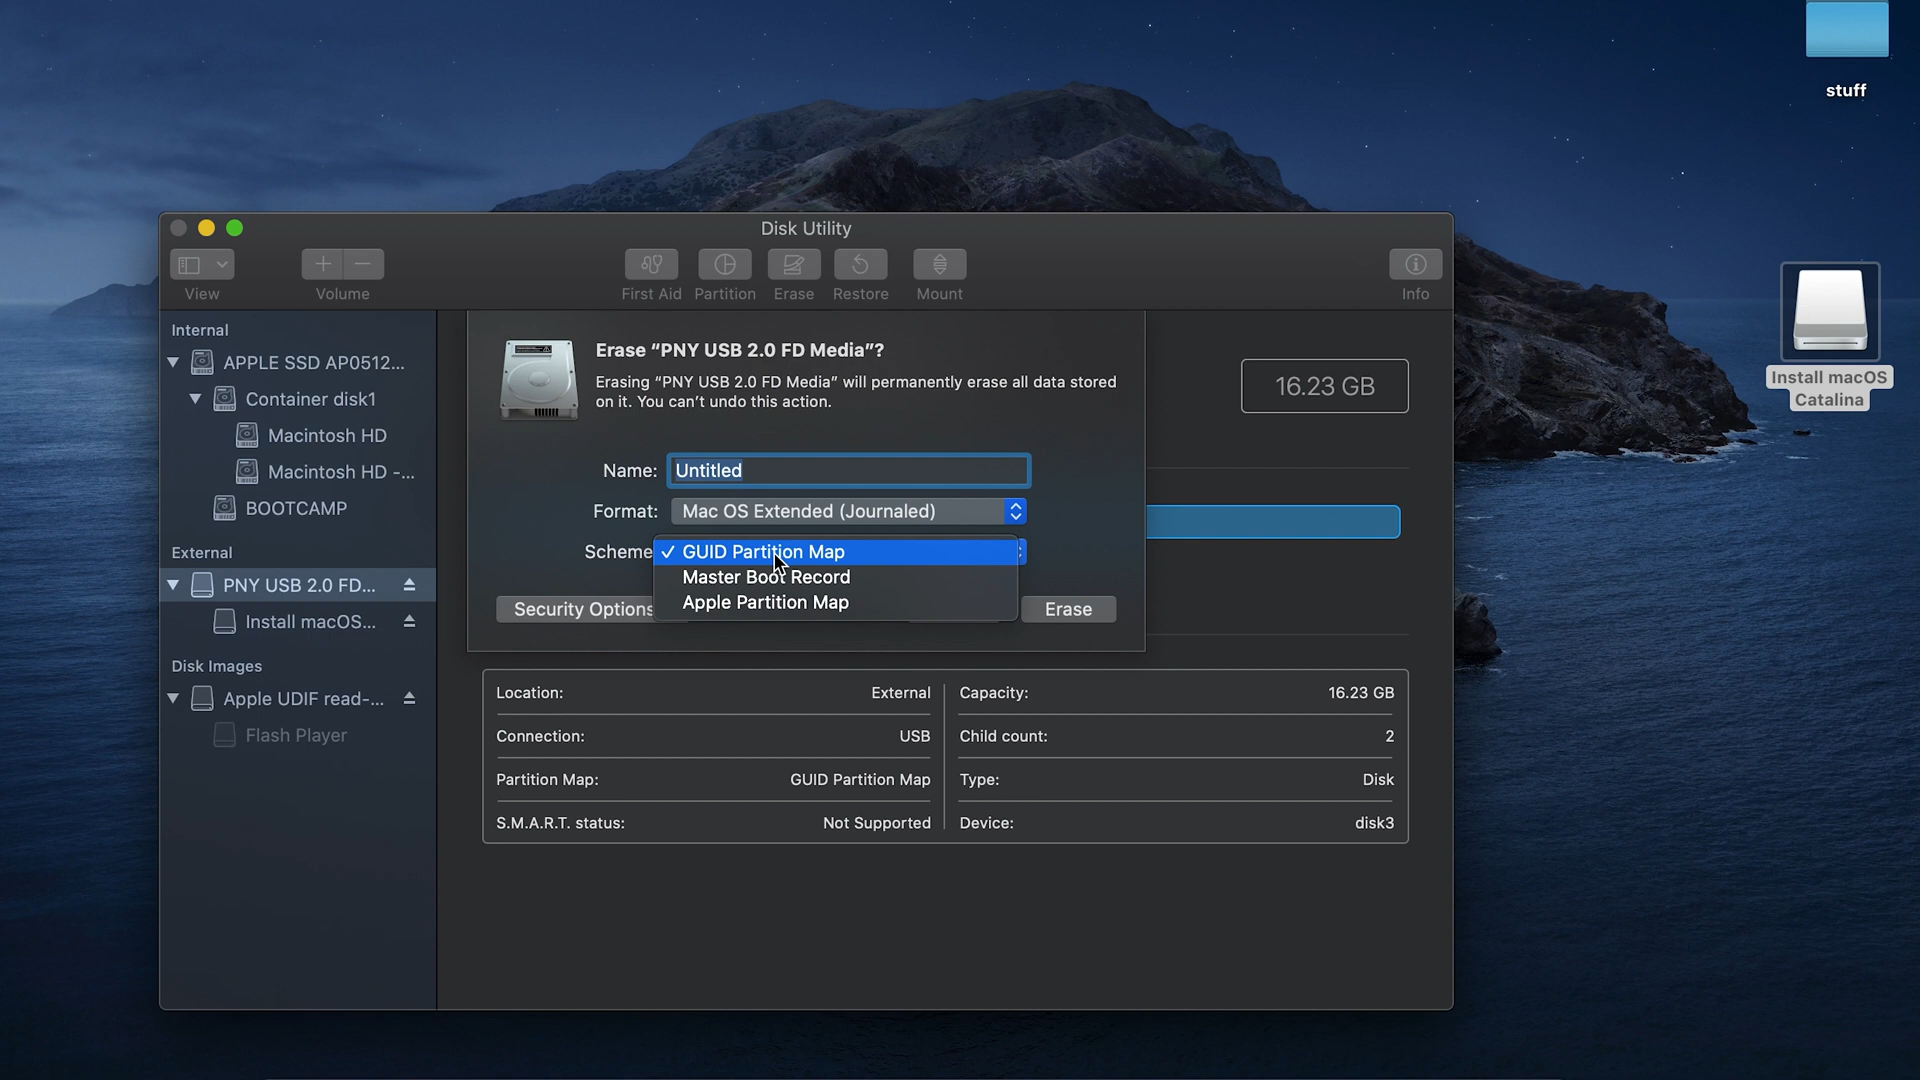 stuff
Install macOS
Catalina
Disk Utility
View
Volume
First Aid
Partition
Erase
Restore
Mount
Info
Internal
APPLE SSD AP0512...
Container disk1
Macintosh HD
Macintosh HD -...
BOOTCAMP
External
PNY USB 2.0 FD...
Install macOS...
Disk Images
Apple UDIF read-...
Flash Player
Erase “PNY USB 2.0 FD Media”?
Erasing “PNY USB 2.0 FD Media” will permanently erase all data stored
on it. You can’t undo this action.
16.23 GB
Name: Untitled
Format: Mac OS Extended (Journaled)
Scheme ✓ GUID Partition Map
Master Boot Record
Apple Partition Map
Security Options
Erase
Location: External
Connection: USB
Partition Map: GUID Partition Map
S.M.A.R.T. status: Not Supported
Capacity: 16.23 GB
Child count: 2
Type: Disk
Device: disk3